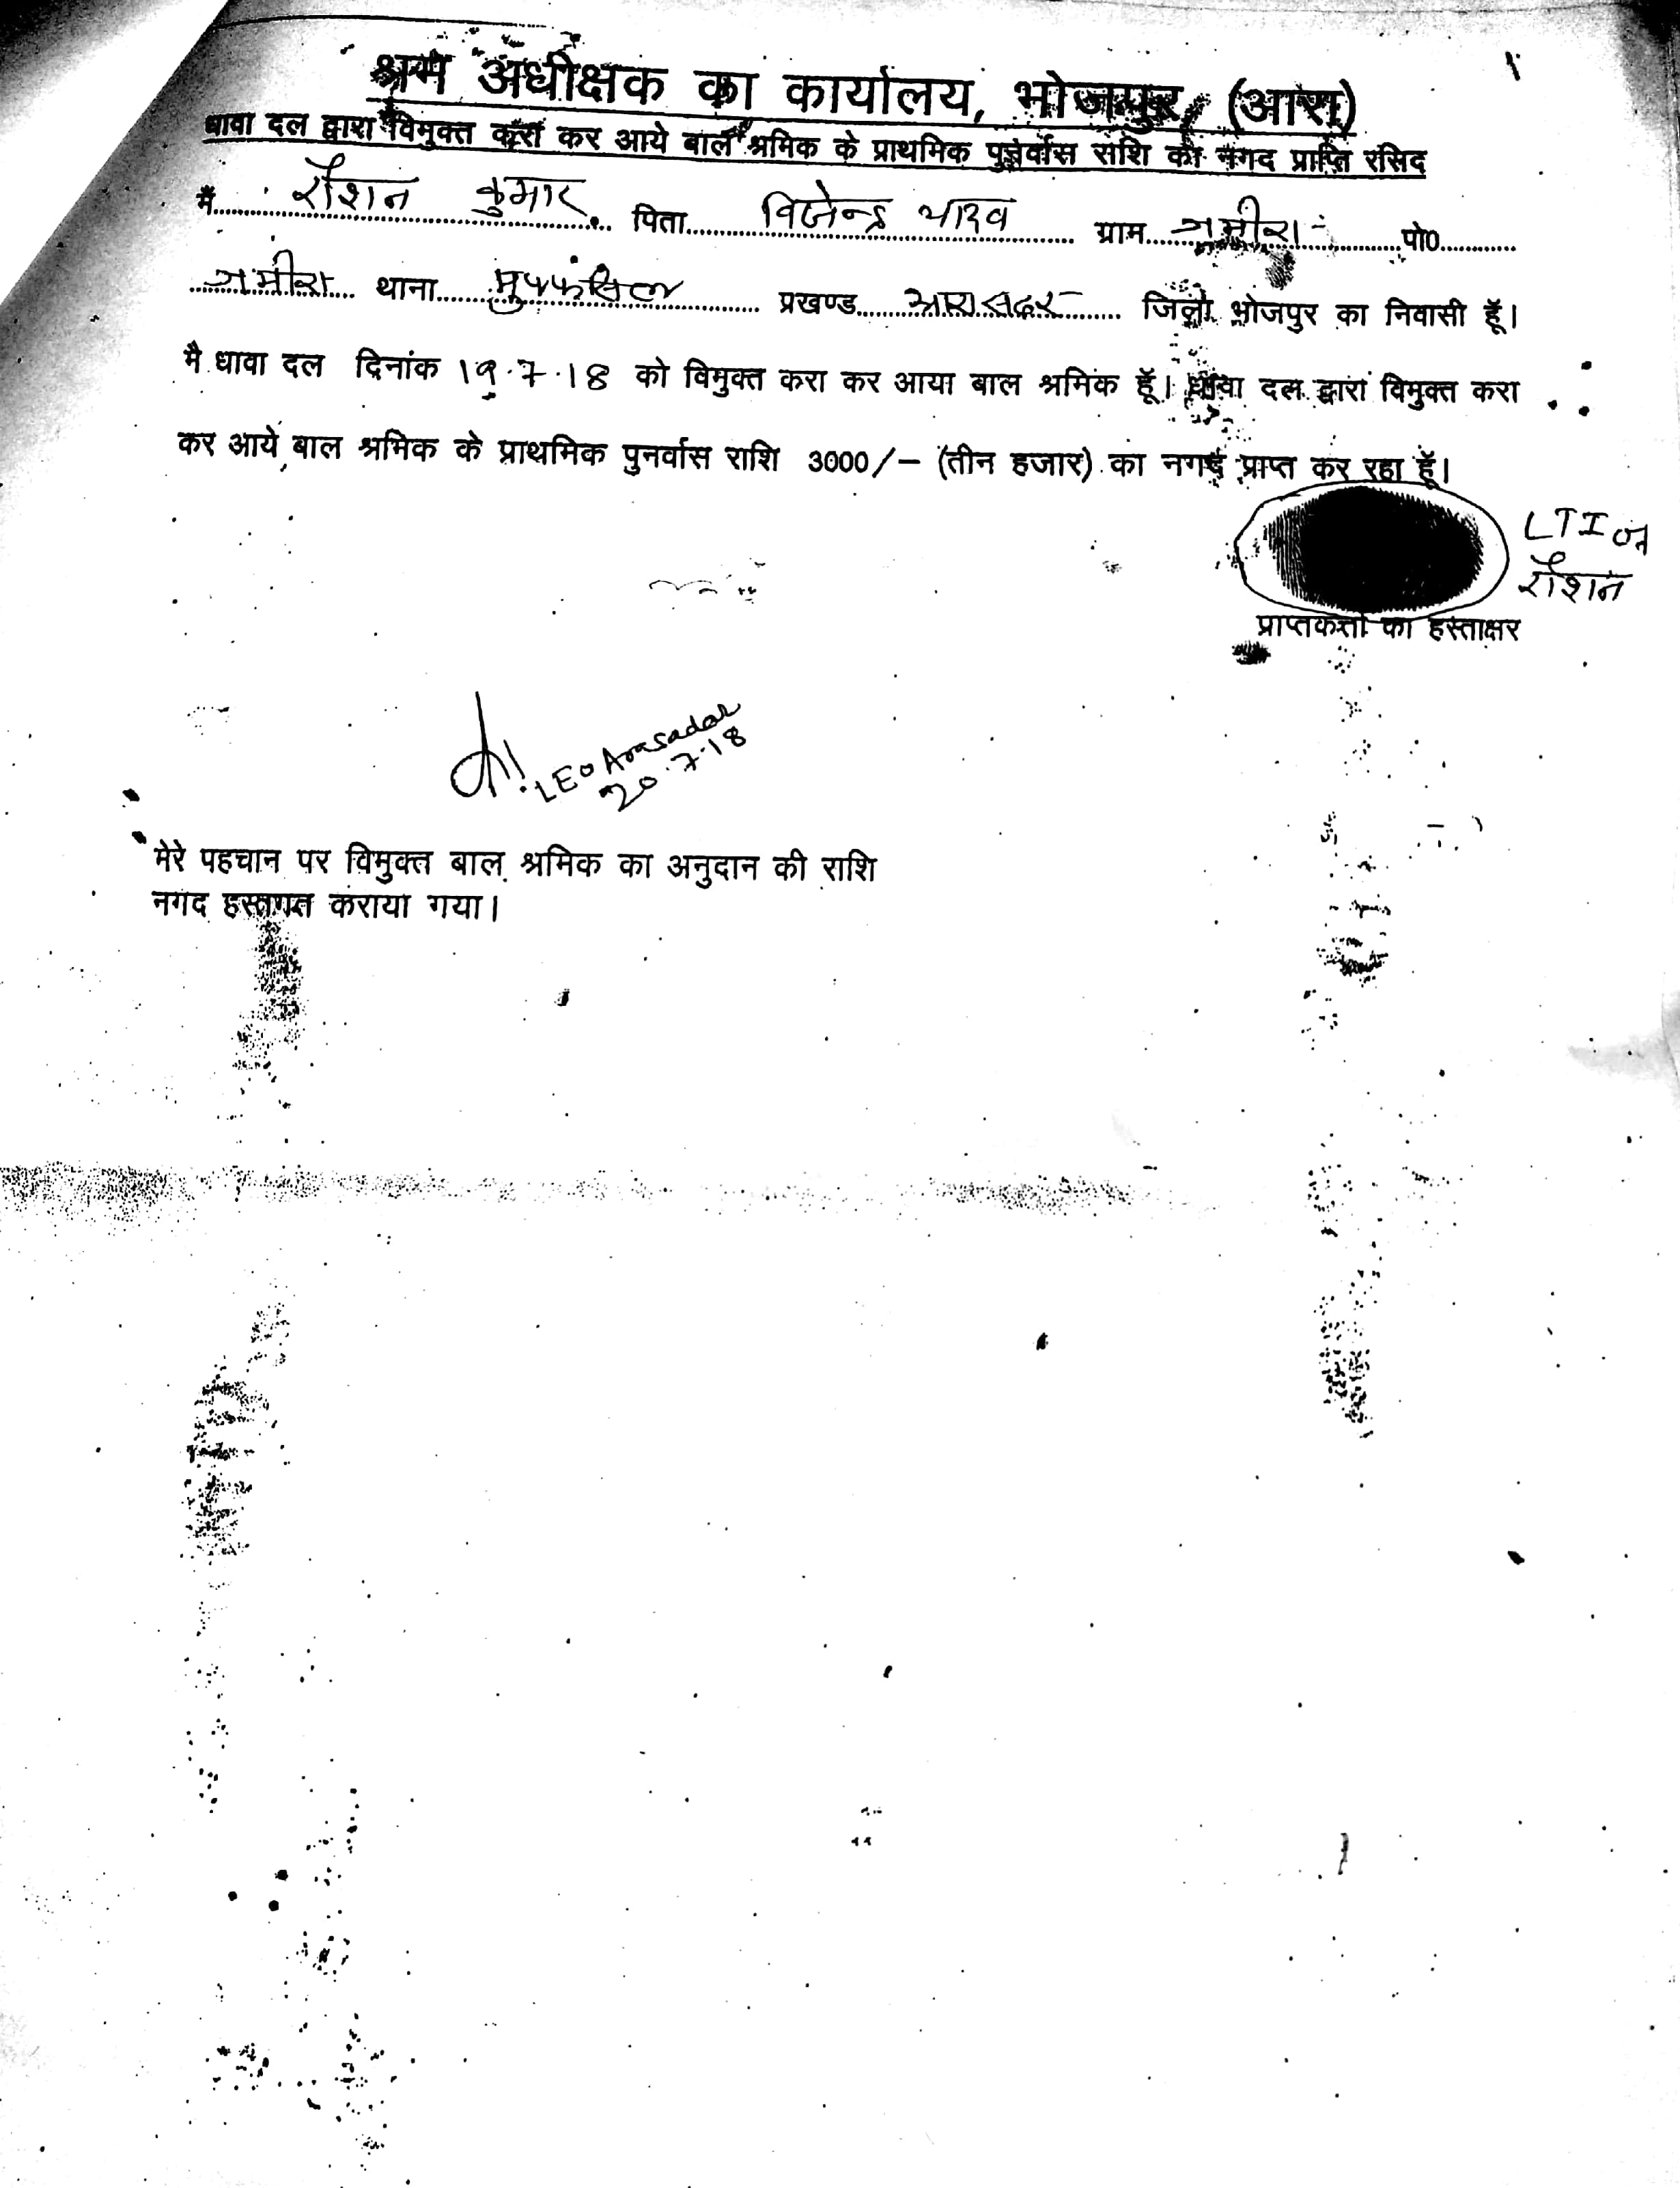 श्रम अधीक्षक का कार्यालय, भोजपुर, (आरा)
धावा दल द्वारा विमुक्त करा कर आये बाल श्रमिक के प्राथमिक पुनर्वास राशि का नगद प्राप्ति रसिद
मैं.......रौशन कुमार....... पिता.......विजेन्द्र यादव....... ग्राम...गमीरा.......पो0...........
...गमीरा... थाना.....मुफ्फसिल....... प्रखण्ड.....आरा सदर....... जिला भोजपुर का निवासी हूँ।
मै धावा दल दिनांक 19.7.18 को विमुक्त करा कर आया बाल श्रमिक हूँ। धावा दल द्वारा विमुक्त करा
कर आये बाल श्रमिक के प्राथमिक पुनर्वास राशि 3000/– (तीन हजार) का नगद प्राप्त कर रहा हूँ।
LTI of
रौशन
प्राप्तकर्त्ता का हस्ताक्षर
LEO Arasadar
20.7.18
मेरे पहचान पर विमुक्त बाल श्रमिक का अनुदान की राशि
नगद हस्तगत कराया गया।